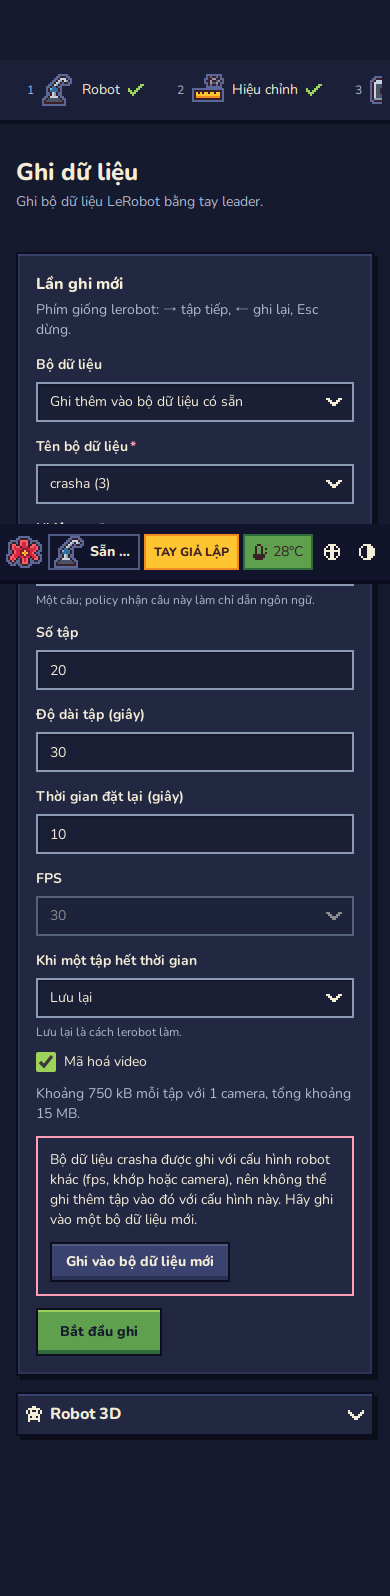 1 Robot 2 Hiệu chỉnh 3
Ghi dữ liệu
Ghi bộ dữ liệu LeRobot bằng tay leader.
Lần ghi mới
Phím giống lerobot: → tập tiếp, ← ghi lại, Esc
dừng.
Bộ dữ liệu
Ghi thêm vào bộ dữ liệu có sẵn
Tên bộ dữ liệu *
crasha (3)
Sẵn ... TAY GIẢ LẬP 28°C
Một câu; policy nhận câu này làm chỉ dẫn ngôn ngữ.
Số tập
20
Độ dài tập (giây)
30
Thời gian đặt lại (giây)
10
FPS
30
Khi một tập hết thời gian
Lưu lại
Lưu lại là cách lerobot làm.
Mã hoá video
Khoảng 750 kB mỗi tập với 1 camera, tổng khoảng
15 MB.
Bộ dữ liệu crasha được ghi với cấu hình robot
khác (fps, khớp hoặc camera), nên không thể
ghi thêm tập vào đó với cấu hình này. Hãy ghi
vào một bộ dữ liệu mới.
Ghi vào bộ dữ liệu mới
Bắt đầu ghi
Robot 3D